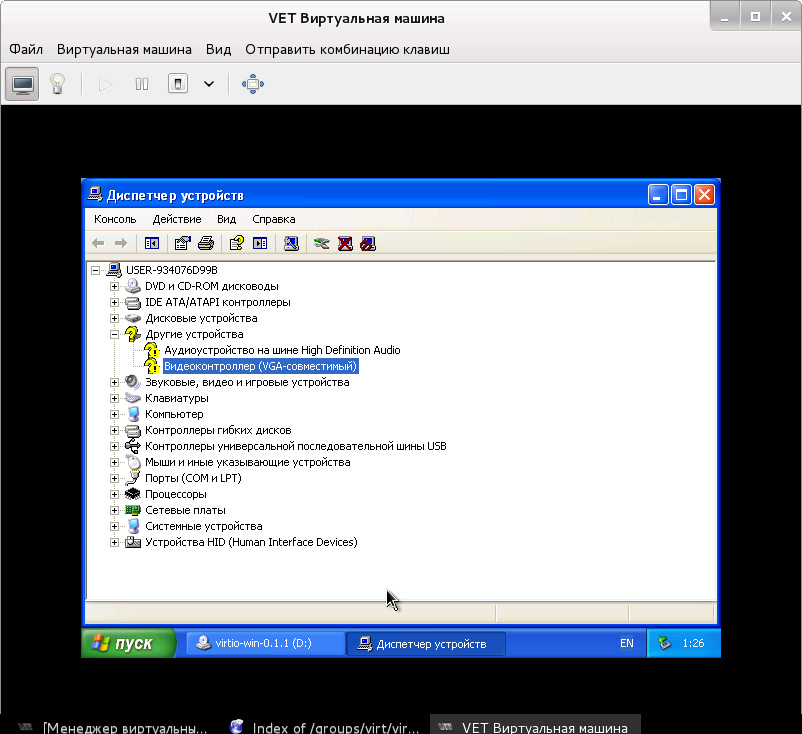 VET Виртуальная машина
Файл Виртуальная машина Вид Отправить комбинацию клавиш
Диспетчер устройств
Консоль Действие Вид Справка
USER-934076D99B
DVD и CD-ROM дисководы
IDE ATA/ATAPI контроллеры
Дисковые устройства
Другие устройства
Аудиоустройство на шине High Definition Audio
Видеоконтроллер (VGA-совместимый)
Звуковые, видео и игровые устройства
Клавиатуры
Компьютер
Контроллеры гибких дисков
Контроллеры универсальной последовательной шины USB
Мыши и иные указывающие устройства
Порты (COM и LPT)
Процессоры
Сетевые платы
Системные устройства
Устройства HID (Human Interface Devices)
пуск virtio-win-0.1.1 (D:) Диспетчер устройств EN 1:26
[Менеджер виртуальны... Index of /groups/virt/vir... VET Виртуальная машина